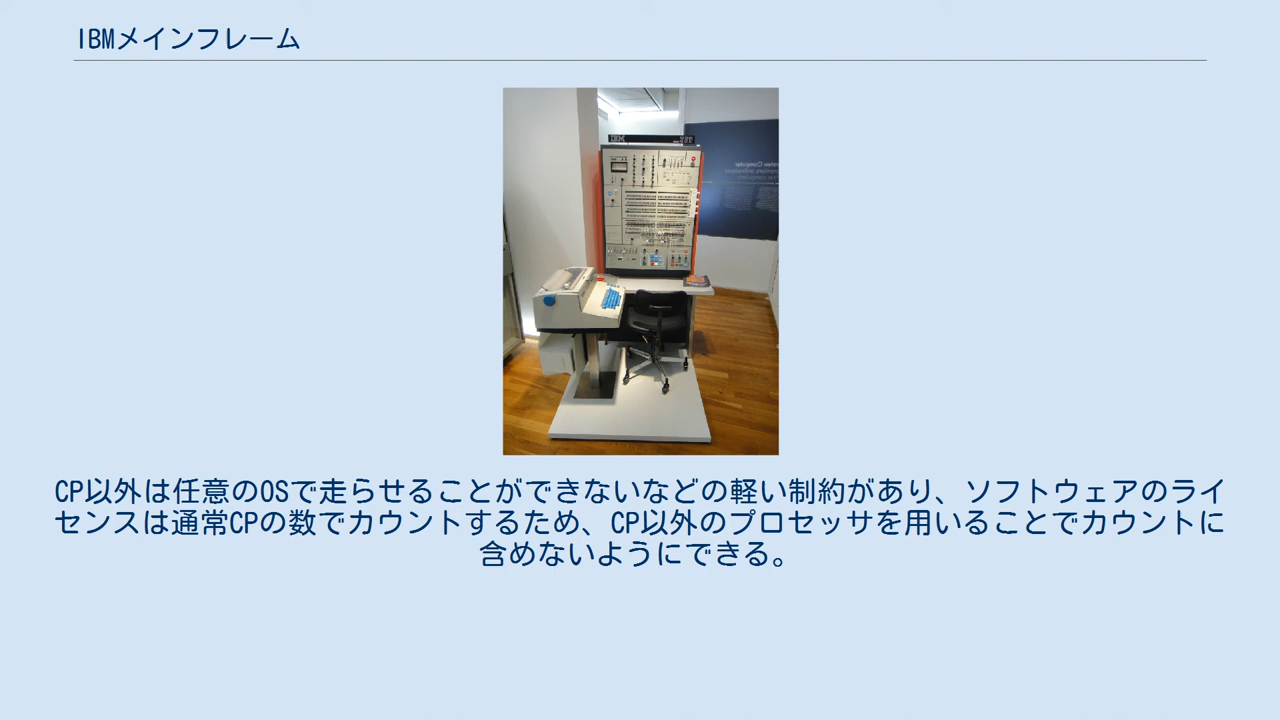 IBMメインフレーム
IBM
Computer
CP以外は任意のOSで走らせることができないなどの軽い制約があり、ソフトウェアのライ
センスは通常CPの数でカウントするため、CP以外のプロセッサを用いることでカウントに
含めないようにできる。